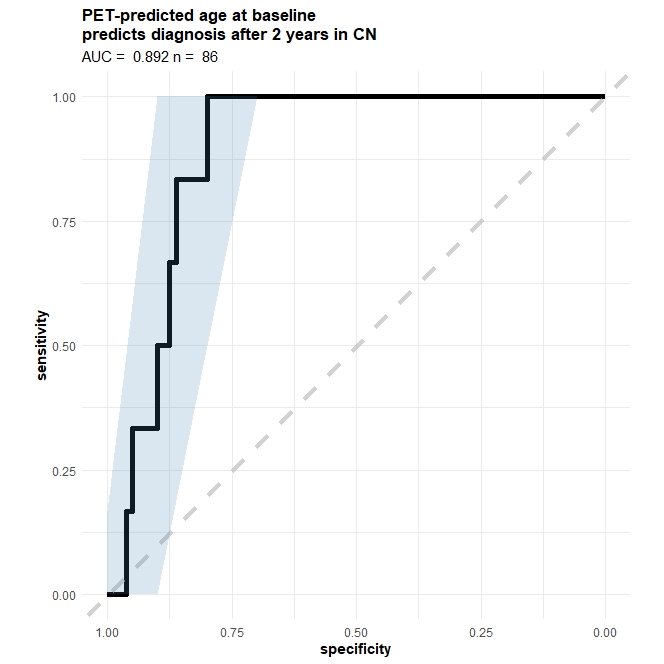 PET-predicted age at baseline
predicts diagnosis after 2 years in CN
AUC =  0.892 n =  86
1.00
0.75
0.50
0.25
0.00
sensitivity
1.00 0.75 0.50 0.25 0.00
specificity